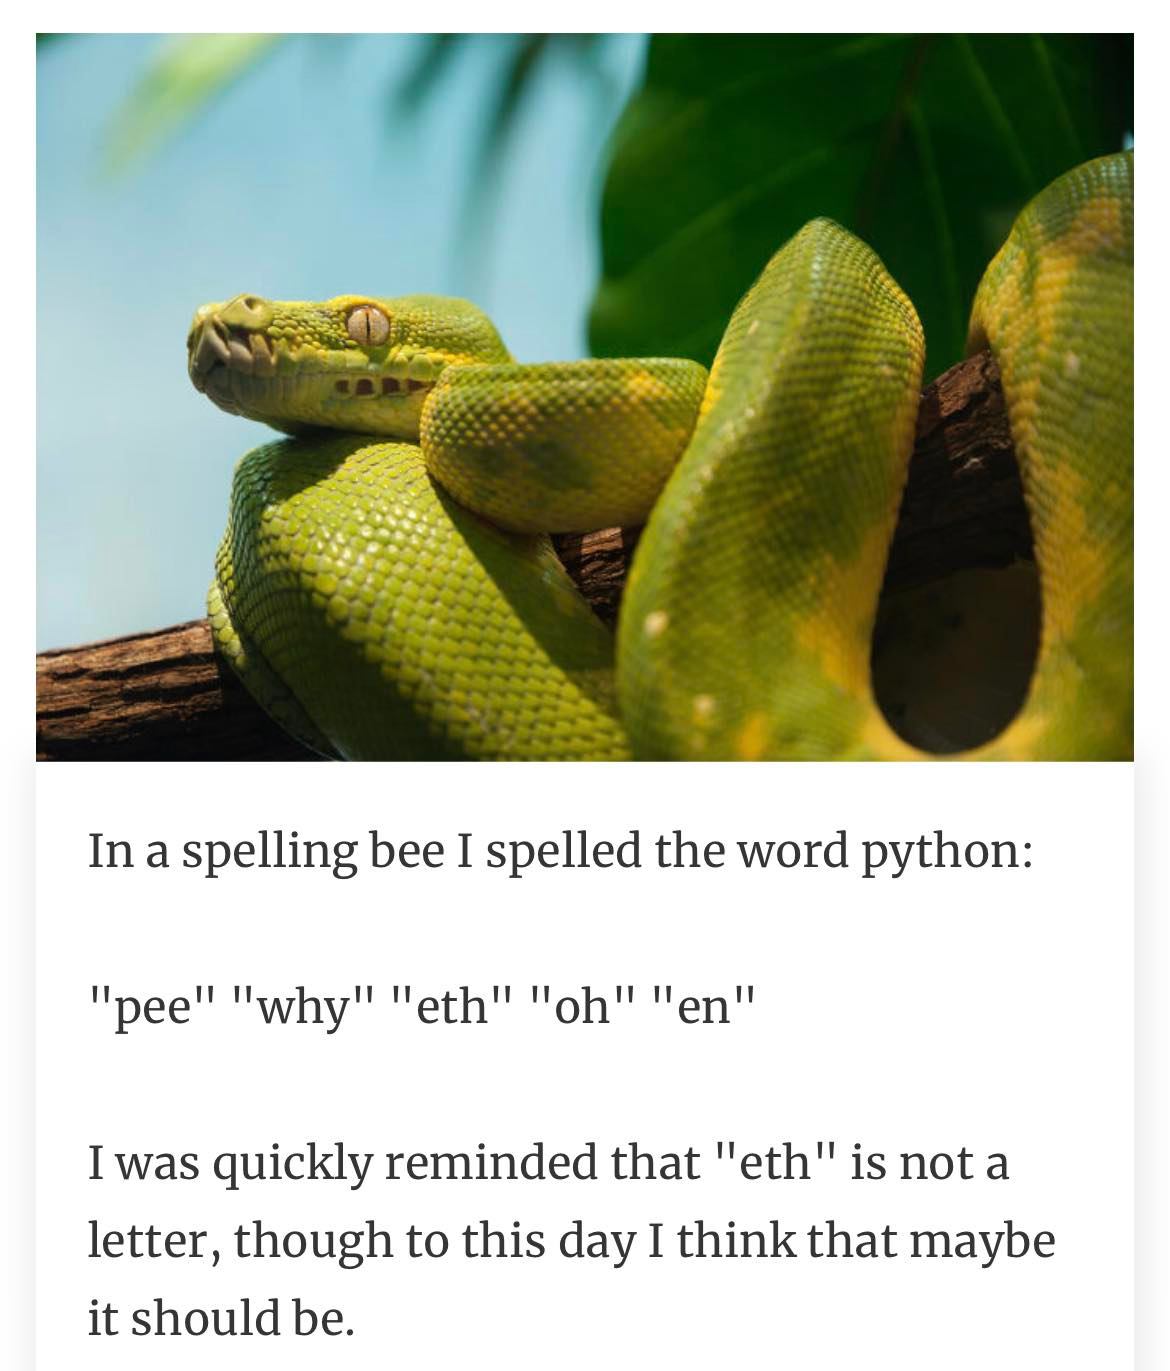 In a spelling bee I spelled the word python:
"pee" "why" "eth" "oh" "en"
I was quickly reminded that "eth" is not a
letter, though to this day I think that maybe
it should be.